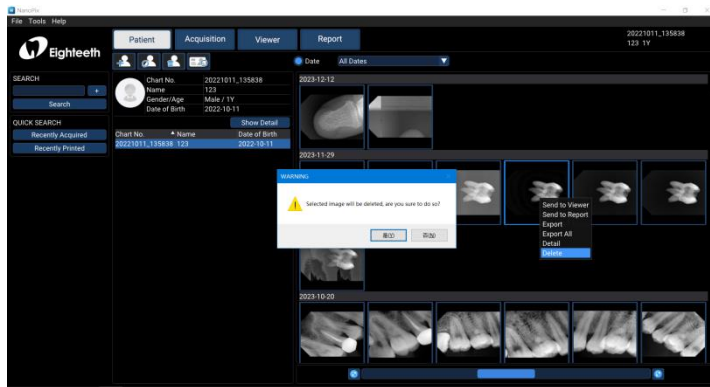 NanoPix
File Tools Help
Eighteeth
Patient Acquisition Viewer Report
20221011_135838
123 1Y
Date All Dates
SEARCH
+
Search
QUICK SEARCH
Recently Acquired
Recently Printed
Chart No. 20221011_135838
Name 123
Gender/Age Male / 1Y
Date of Birth 2022-10-11
Show Detail
Chart No. Name Date of Birth
20221011_135838 123 2022-10-11
2023-12-12
2023-11-29
WARNING
Selected image will be deleted, are you sure to do so?
是(Y) 否(N)
Send to Viewer
Send to Report
Export
Export All
Detail
Delete
2023-10-20